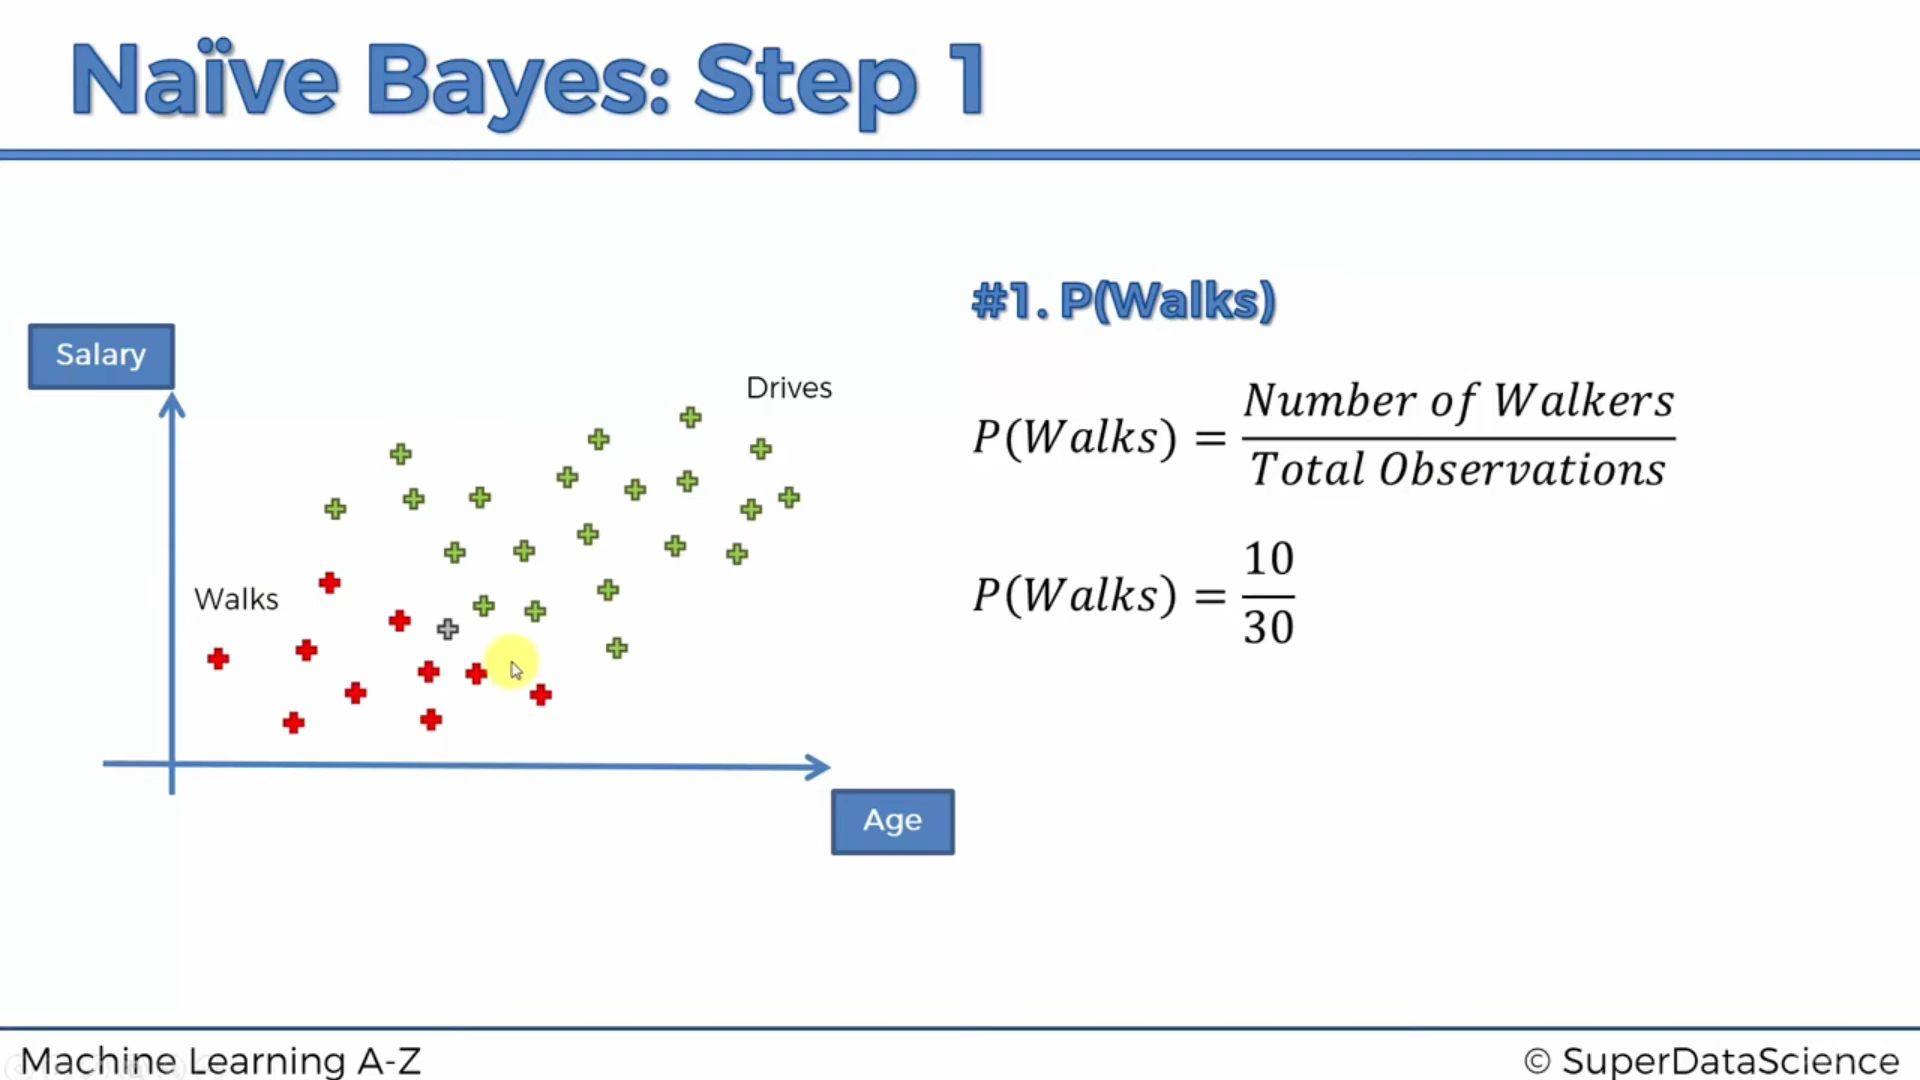 Naïve Bayes: Step 1
#1. P(Walks)
Salary
Drives
P(Walks) = Number of Walkers / Total Observations
Walks
P(Walks) = 10 / 30
Age
Machine Learning A-Z
© SuperDataScience